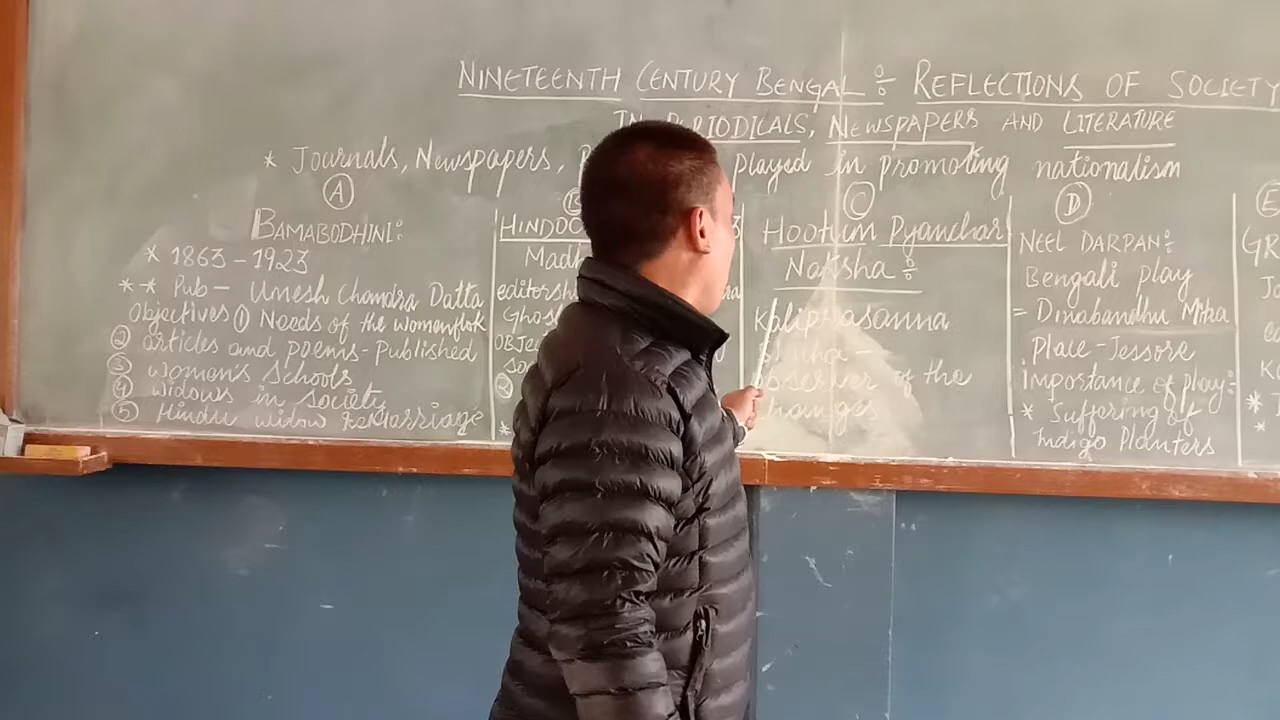 NINETEENTH CENTURY BENGAL : REFLECTIONS OF SOCIETY
IN PERIODICALS, NEWSPAPERS AND LITERATURE
* Journals, Newspapers, played in promoting nationalism
A
BAMABODHINI:
* 1863 - 1923
* * Pub - Umesh Chandra Datta
Objectives ① Needs of the womenflok
② articles and poems - Published
③ women's Schools
④ widows in society
⑤ Hindu widow remarriage
HINDOO
editorsh
Ghos
OBJE
②
*
C
Hootum Pyanchar
Naksha :
Kaliprasanna
Sinha -
observer of the
changes
D
NEEL DARPAN:
Bengali play
= Dinabandhu Mitra
Place - Jessore
Importance of play:
* Suffering of
Indigo Planters
E
GR
*
*